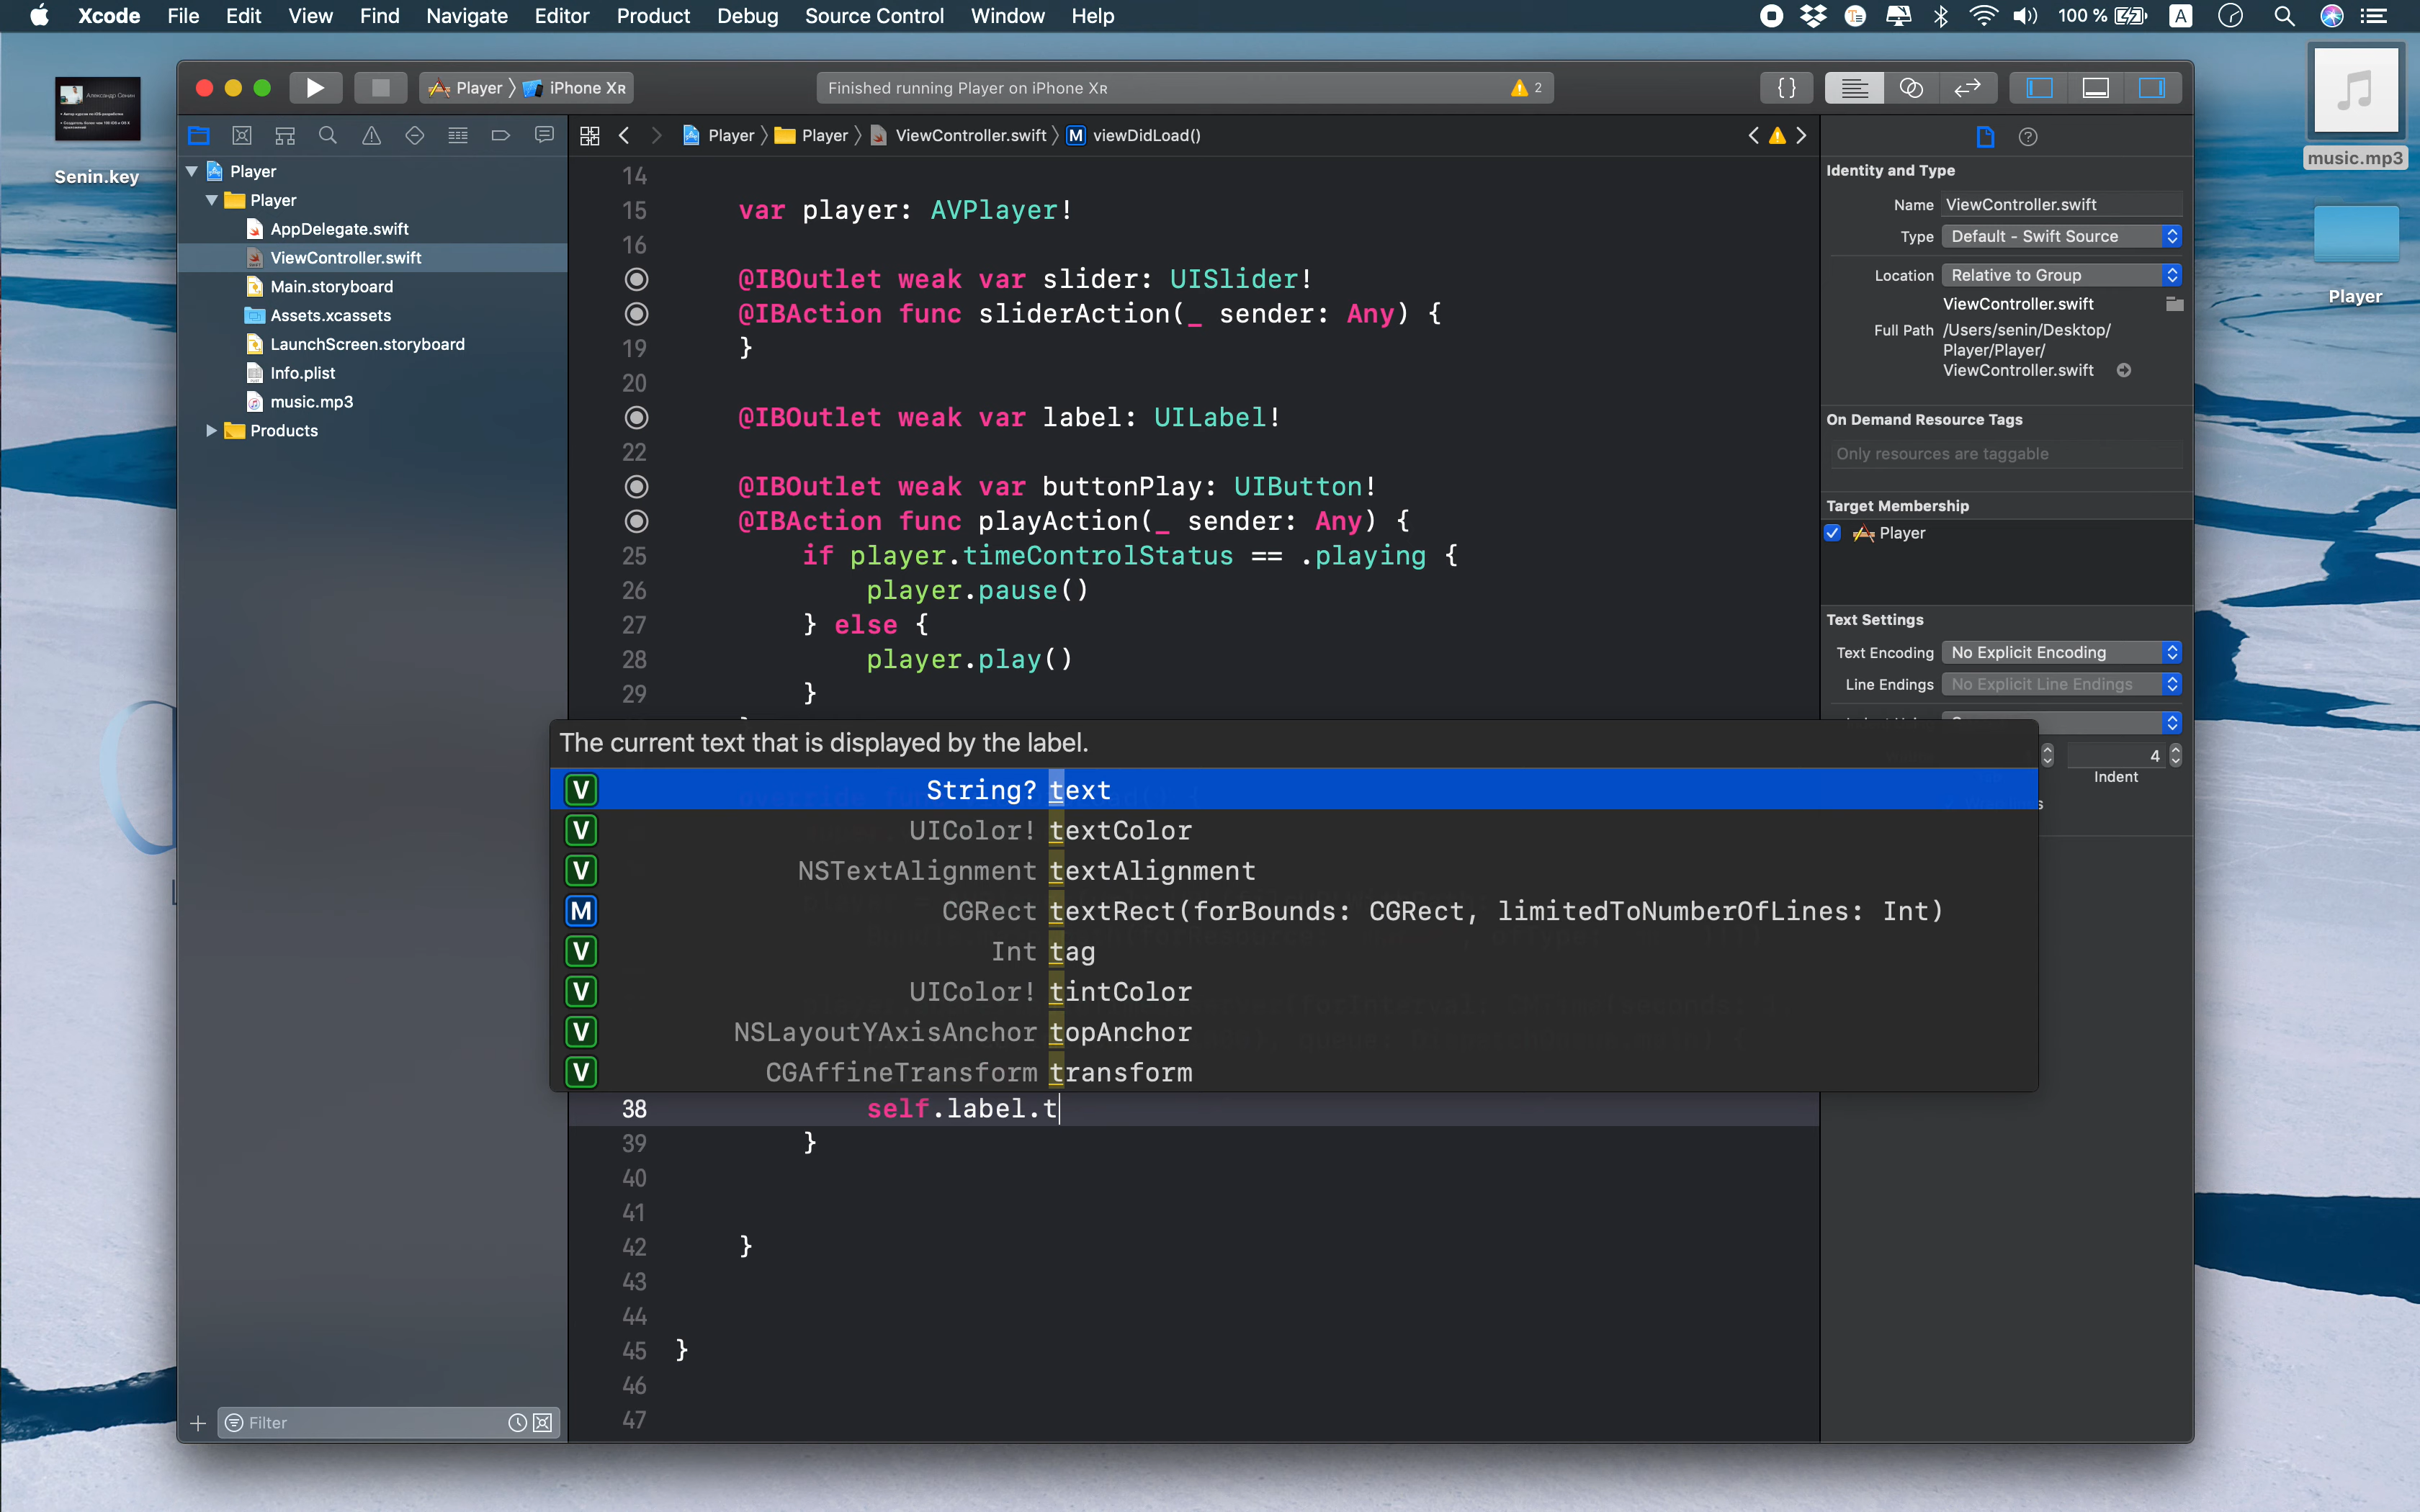 Xcode File Edit View Find Navigate Editor Product Debug Source Control Window Help
100 % A
Senin.key
music.mp3
Player
Player iPhone XR
Finished running Player on iPhone XR
2
{}
Player Player ViewController.swift M viewDidLoad()
Player
Player
AppDelegate.swift
ViewController.swift
Main.storyboard
Assets.xcassets
LaunchScreen.storyboard
Info.plist
music.mp3
Products
Filter
14
15 var player: AVPlayer!
16
@IBOutlet weak var slider: UISlider!
@IBAction func sliderAction(_ sender: Any) {
19 }
20
@IBOutlet weak var label: UILabel!
22
@IBOutlet weak var buttonPlay: UIButton!
@IBAction func playAction(_ sender: Any) {
25 if player.timeControlStatus == .playing {
26 player.pause()
27 } else {
28 player.play()
29 }
The current text that is displayed by the label.
V String? text
V UIColor! textColor
V NSTextAlignment textAlignment
M CGRect textRect(forBounds: CGRect, limitedToNumberOfLines: Int)
V Int tag
V UIColor! tintColor
V NSLayoutYAxisAnchor topAnchor
V CGAffineTransform transform
38 self.label.t
39 }
40
41
42 }
43
44
45 }
46
47
Identity and Type
Name ViewController.swift
Type Default - Swift Source
Location Relative to Group
ViewController.swift
Full Path /Users/senin/Desktop/
Player/Player/
ViewController.swift
On Demand Resource Tags
Only resources are taggable
Target Membership
Player
Text Settings
Text Encoding No Explicit Encoding
Line Endings No Explicit Line Endings
4
Indent